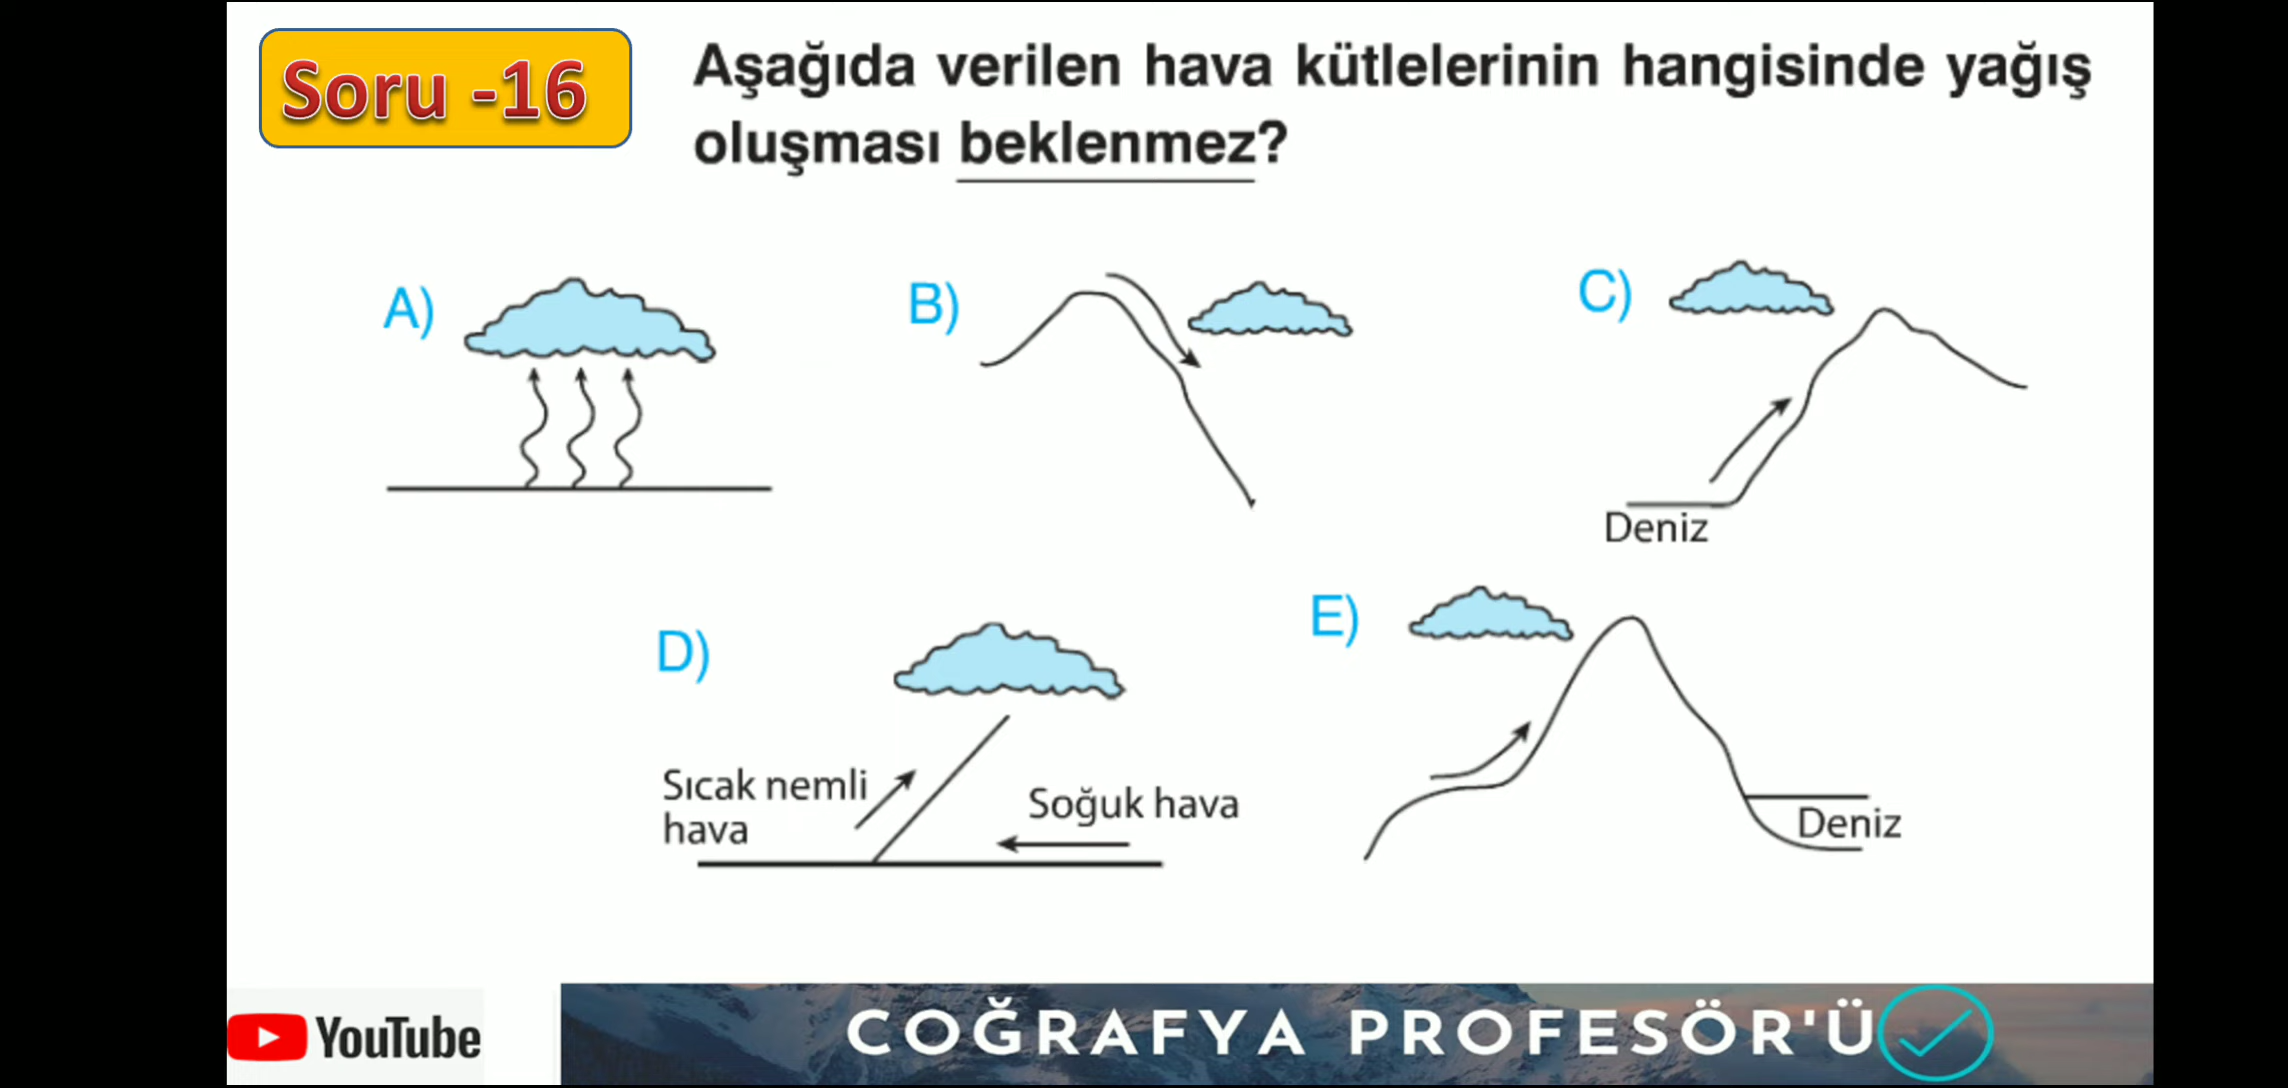 Soru -16
Aşağıda verilen hava kütlelerinin hangisinde yağış
oluşması beklenmez?
A)
B)
C)
Deniz
D)
Sıcak nemli
hava
Soğuk hava
E)
Deniz
YouTube
COĞRAFYA PROFESÖR'Ü